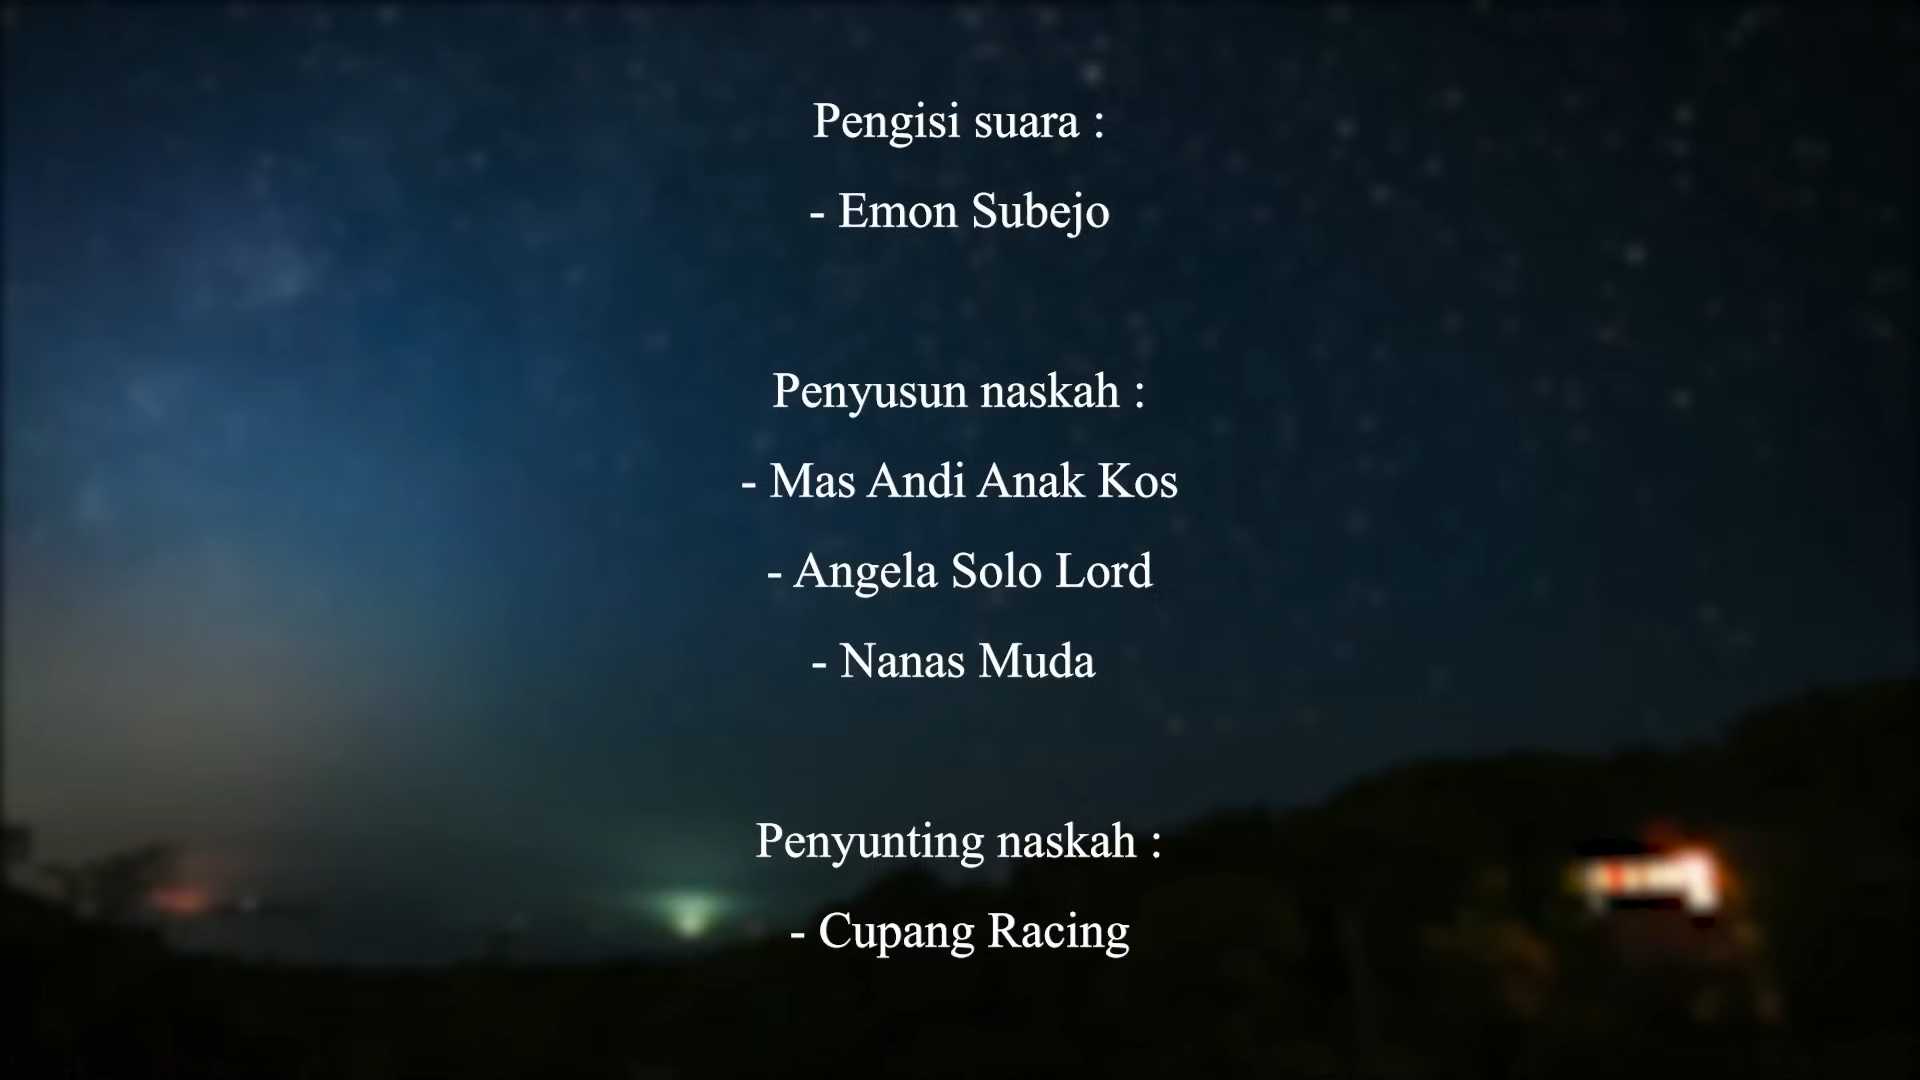 Pengisi suara :
- Emon Subejo
Penyusun naskah :
- Mas Andi Anak Kos
- Angela Solo Lord
- Nanas Muda
Penyunting naskah :
- Cupang Racing